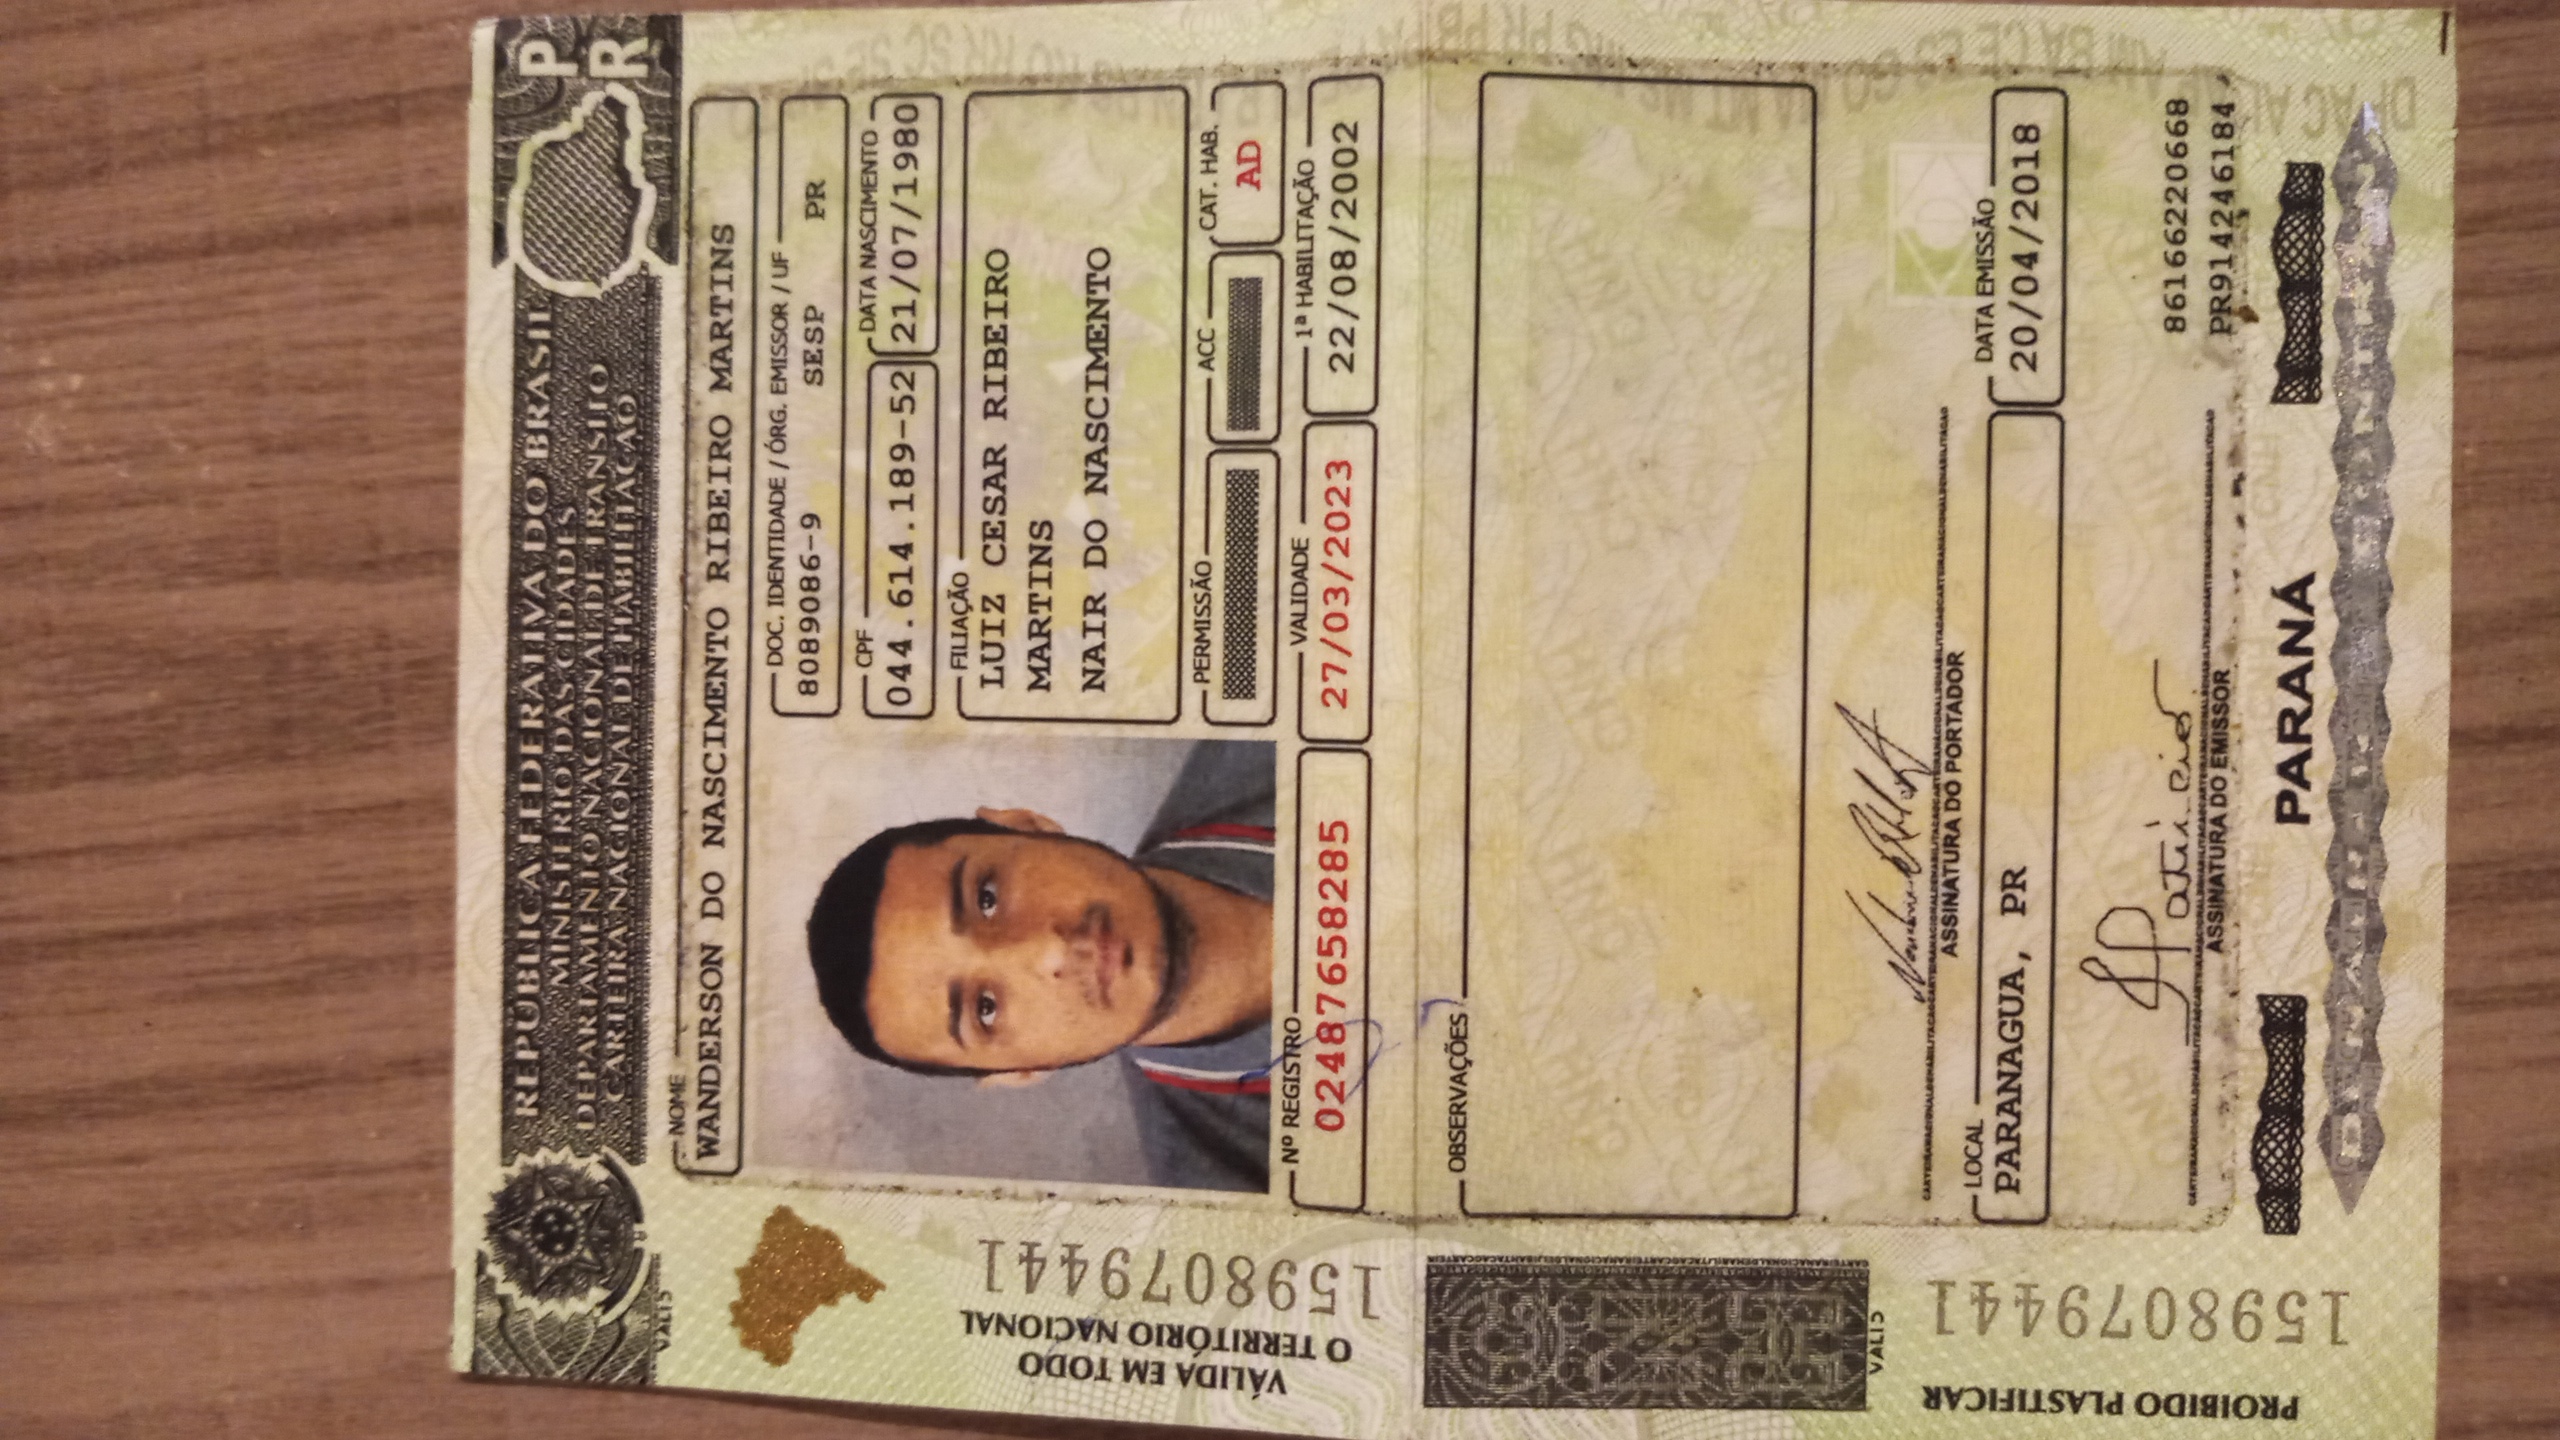 REPÚBLICA FEDERATIVA DO BRASIL
MINISTÉRIO DAS CIDADES
DEPARTAMENTO NACIONAL DE TRÂNSITO
CARTEIRA NACIONAL DE HABILITAÇÃO
PR
NOME
WANDERSON DO NASCIMENTO RIBEIRO MARTINS
DOC. IDENTIDADE / ÓRG. EMISSOR / UF
8089086-9 SESP PR
CPF
044.614.189-52
DATA NASCIMENTO
21/07/1980
FILIAÇÃO
LUIZ CESAR RIBEIRO
MARTINS
NAIR DO NASCIMENTO
PERMISSÃO
ACC
CAT. HAB.
AD
Nº REGISTRO
02487658285
VALIDADE
27/03/2023
1ª HABILITAÇÃO
22/08/2002
VÁLIDA EM TODO
O TERRITÓRIO NACIONAL
1598079441
OBSERVAÇÕES
ASSINATURA DO PORTADOR
LOCAL
PARANAGUA, PR
DATA EMISSÃO
20/04/2018
86166220668
PR914246184
ASSINATURA DO EMISSOR
PROIBIDO PLASTIFICAR
1598079441
PARANÁ